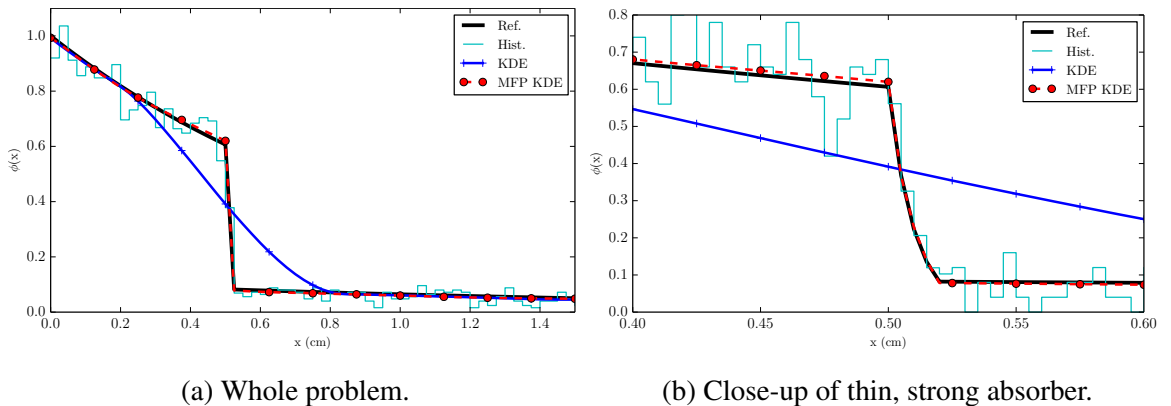 1.0
0.8
0.6
0.4
0.2
0.0
ϕ(x)
0.0 0.2 0.4 0.6 0.8 1.0 1.2 1.4
x (cm)
Ref.
Hist.
KDE
MFP KDE
(a) Whole problem.
0.8
0.7
0.6
0.5
0.4
0.3
0.2
0.1
0.0
ϕ(x)
0.40 0.45 0.50 0.55 0.60
x (cm)
Ref.
Hist.
KDE
MFP KDE
(b) Close-up of thin, strong absorber.